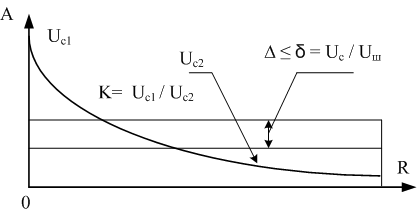 A
U_c1
U_c2
Δ ≤ δ = U_c / U_ш
K= U_c1 / U_c2
R
0